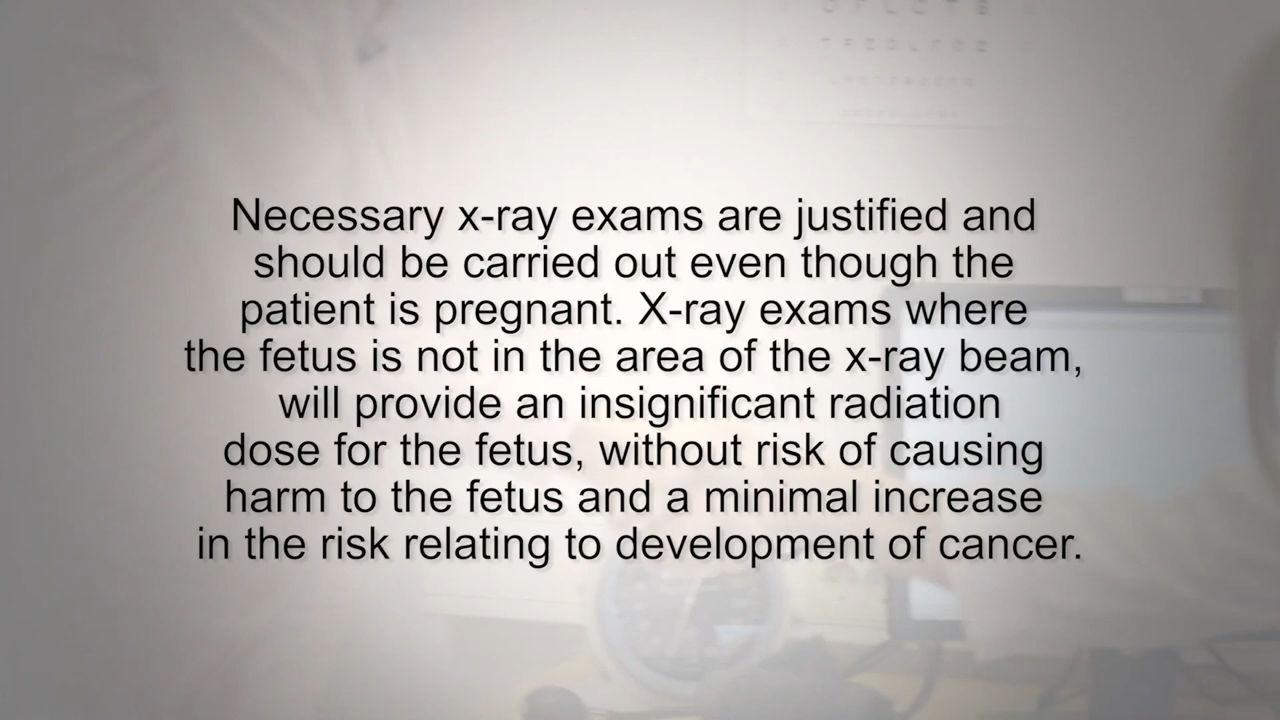 Necessary x-ray exams are justified and
should be carried out even though the
patient is pregnant. X-ray exams where
the fetus is not in the area of the x-ray beam,
will provide an insignificant radiation
dose for the fetus, without risk of causing
harm to the fetus and a minimal increase
in the risk relating to development of cancer.